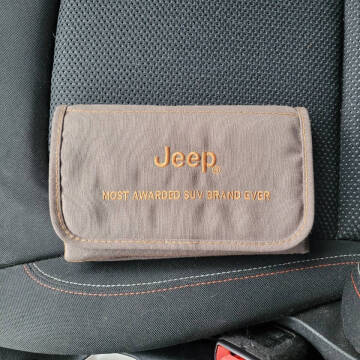 Jeep®
MOST AWARDED SUV BRAND EVER